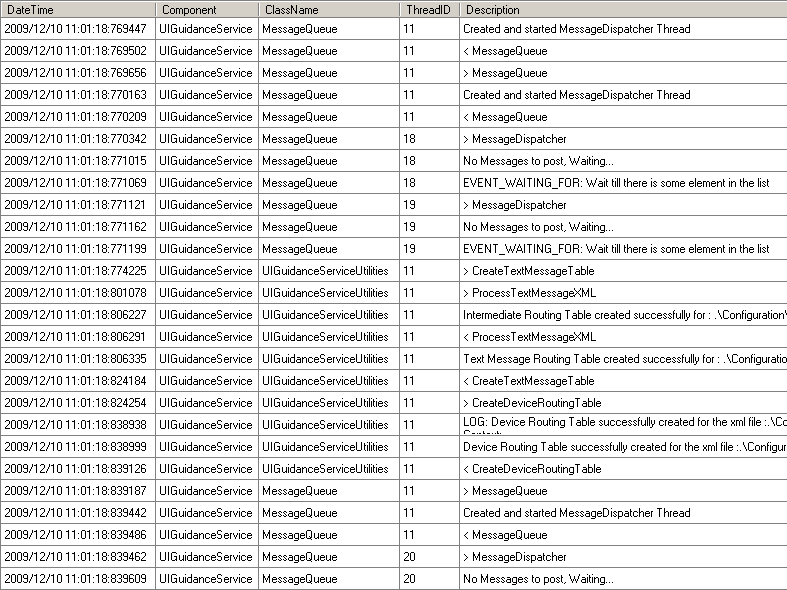 DateTime Component ClassName ThreadID Description
2009/12/10 11:01:18:769447 UIGuidanceService MessageQueue 11 Created and started MessageDispatcher Thread
2009/12/10 11:01:18:769502 UIGuidanceService MessageQueue 11 < MessageQueue
2009/12/10 11:01:18:769656 UIGuidanceService MessageQueue 11 > MessageQueue
2009/12/10 11:01:18:770163 UIGuidanceService MessageQueue 11 Created and started MessageDispatcher Thread
2009/12/10 11:01:18:770209 UIGuidanceService MessageQueue 11 < MessageQueue
2009/12/10 11:01:18:770342 UIGuidanceService MessageQueue 18 > MessageDispatcher
2009/12/10 11:01:18:771015 UIGuidanceService MessageQueue 18 No Messages to post, Waiting...
2009/12/10 11:01:18:771069 UIGuidanceService MessageQueue 18 EVENT_WAITING_FOR: Wait till there is some element in the list
2009/12/10 11:01:18:771121 UIGuidanceService MessageQueue 19 > MessageDispatcher
2009/12/10 11:01:18:771162 UIGuidanceService MessageQueue 19 No Messages to post, Waiting...
2009/12/10 11:01:18:771199 UIGuidanceService MessageQueue 19 EVENT_WAITING_FOR: Wait till there is some element in the list
2009/12/10 11:01:18:774225 UIGuidanceService UIGuidanceServiceUtilities 11 > CreateTextMessageTable
2009/12/10 11:01:18:801078 UIGuidanceService UIGuidanceServiceUtilities 11 > ProcessTextMessageXML
2009/12/10 11:01:18:806227 UIGuidanceService UIGuidanceServiceUtilities 11 Intermediate Routing Table created successfully for : .\Configuration\
2009/12/10 11:01:18:806291 UIGuidanceService UIGuidanceServiceUtilities 11 < ProcessTextMessageXML
2009/12/10 11:01:18:806335 UIGuidanceService UIGuidanceServiceUtilities 11 Text Message Routing Table created successfully for : .\Configuratio
2009/12/10 11:01:18:824184 UIGuidanceService UIGuidanceServiceUtilities 11 < CreateTextMessageTable
2009/12/10 11:01:18:824254 UIGuidanceService UIGuidanceServiceUtilities 11 > CreateDeviceRoutingTable
2009/12/10 11:01:18:838938 UIGuidanceService UIGuidanceServiceUtilities 11 LOG: Device Routing Table successfully created for the xml file :.\Co
2009/12/10 11:01:18:838999 UIGuidanceService UIGuidanceServiceUtilities 11 Device Routing Table successfully created for the xml file :.\Configur
2009/12/10 11:01:18:839126 UIGuidanceService UIGuidanceServiceUtilities 11 < CreateDeviceRoutingTable
2009/12/10 11:01:18:839187 UIGuidanceService MessageQueue 11 > MessageQueue
2009/12/10 11:01:18:839442 UIGuidanceService MessageQueue 11 Created and started MessageDispatcher Thread
2009/12/10 11:01:18:839486 UIGuidanceService MessageQueue 11 < MessageQueue
2009/12/10 11:01:18:839462 UIGuidanceService MessageQueue 20 > MessageDispatcher
2009/12/10 11:01:18:839609 UIGuidanceService MessageQueue 20 No Messages to post, Waiting...